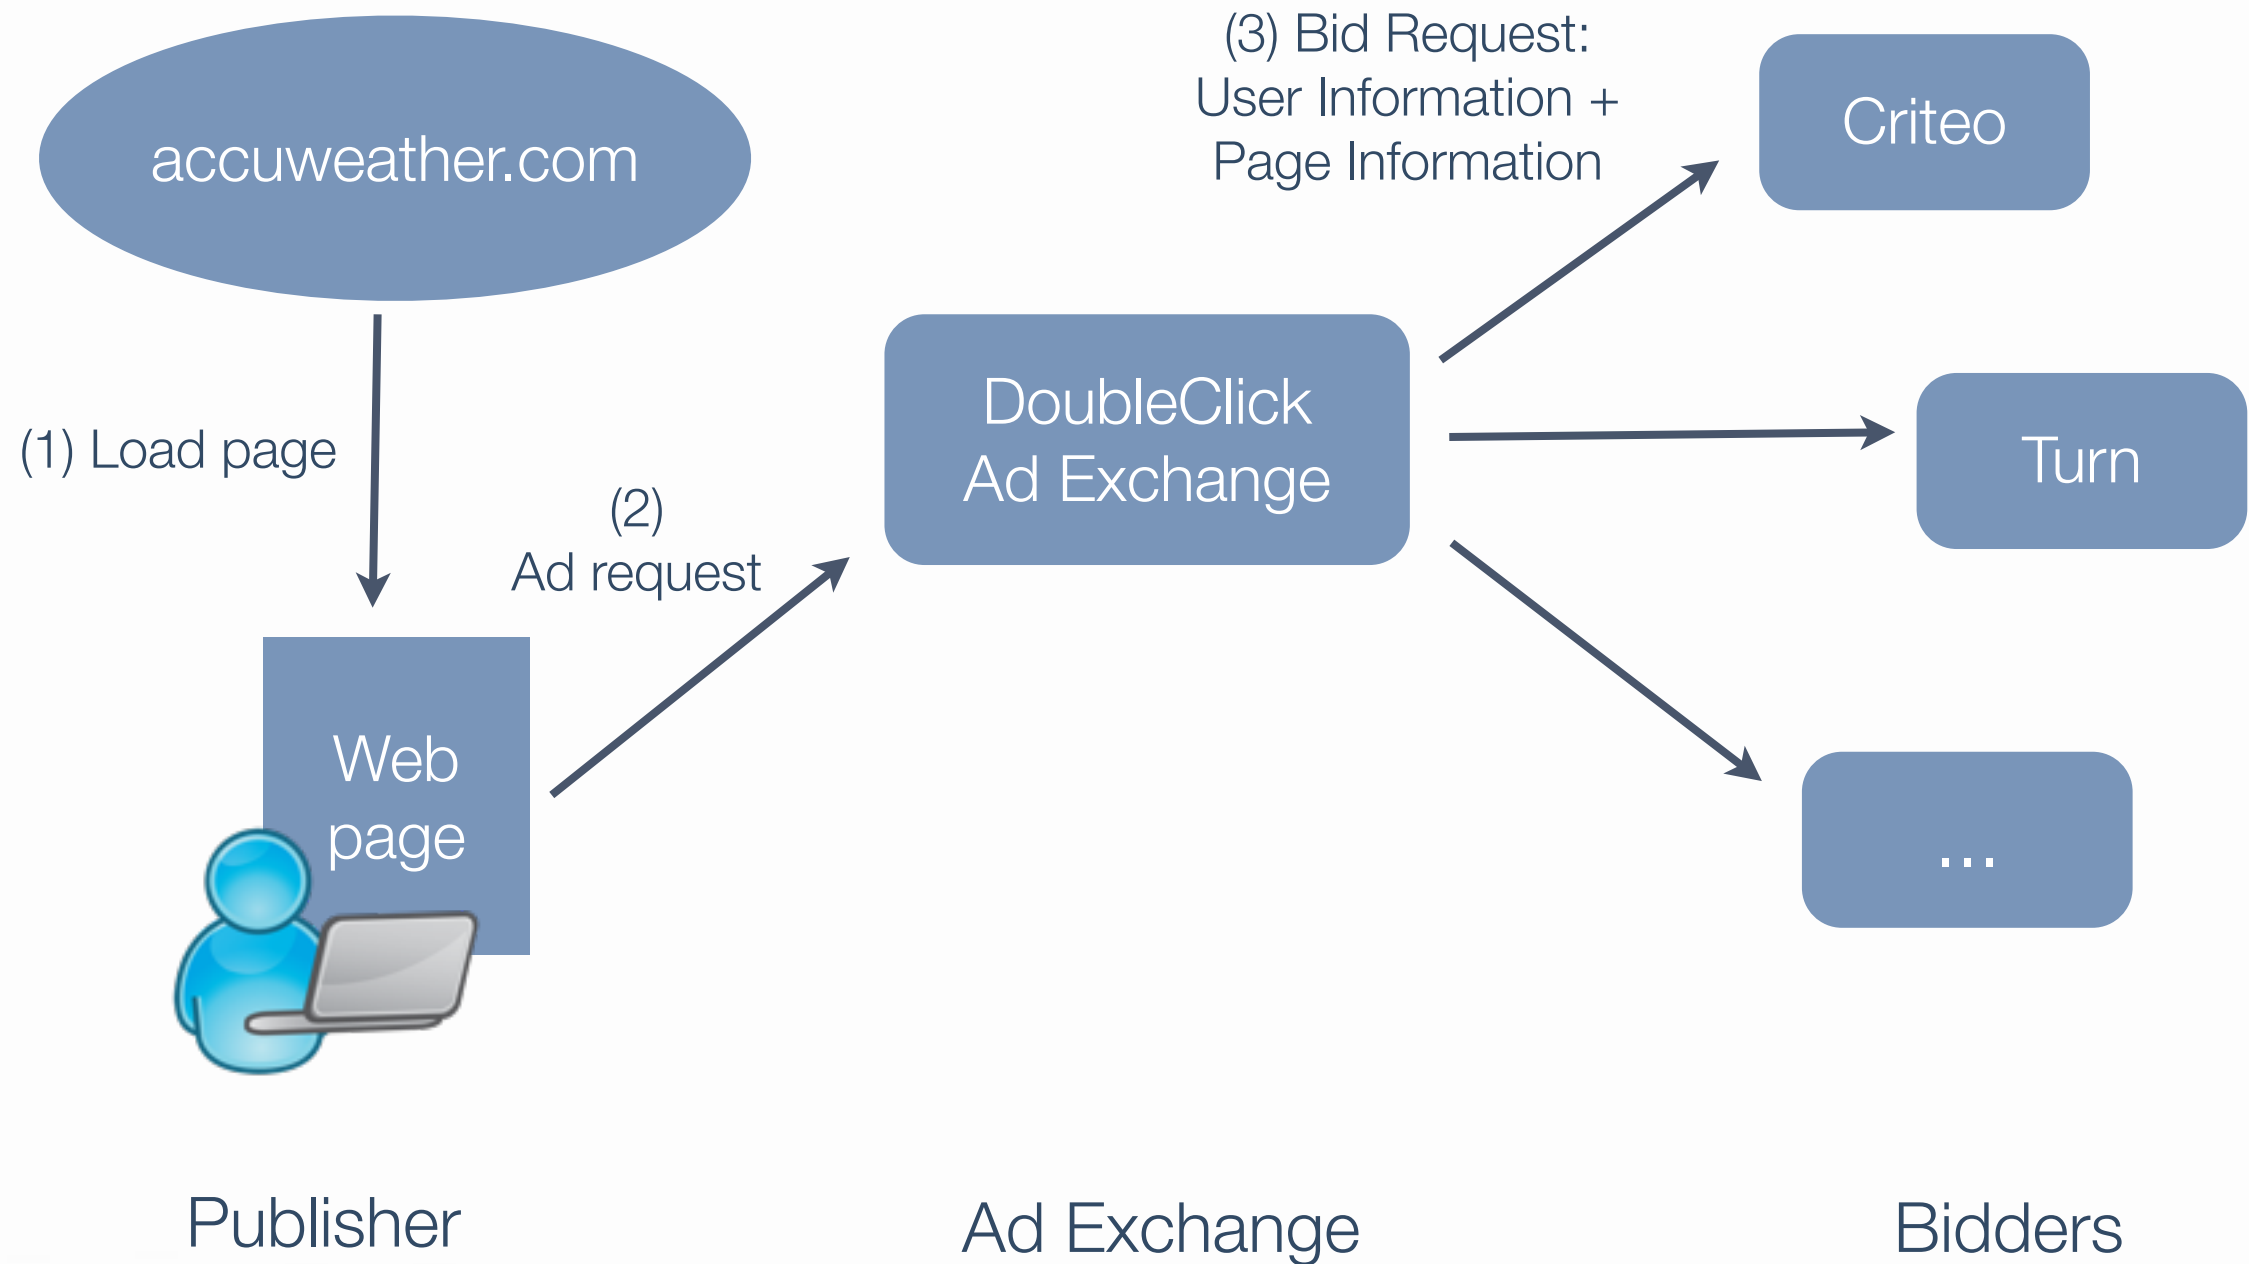 accuweather.com
(1) Load page
Web
page
(2)
Ad request
DoubleClick
Ad Exchange
(3) Bid Request:
User Information +
Page Information
Criteo
Turn
...
Publisher
Ad Exchange
Bidders